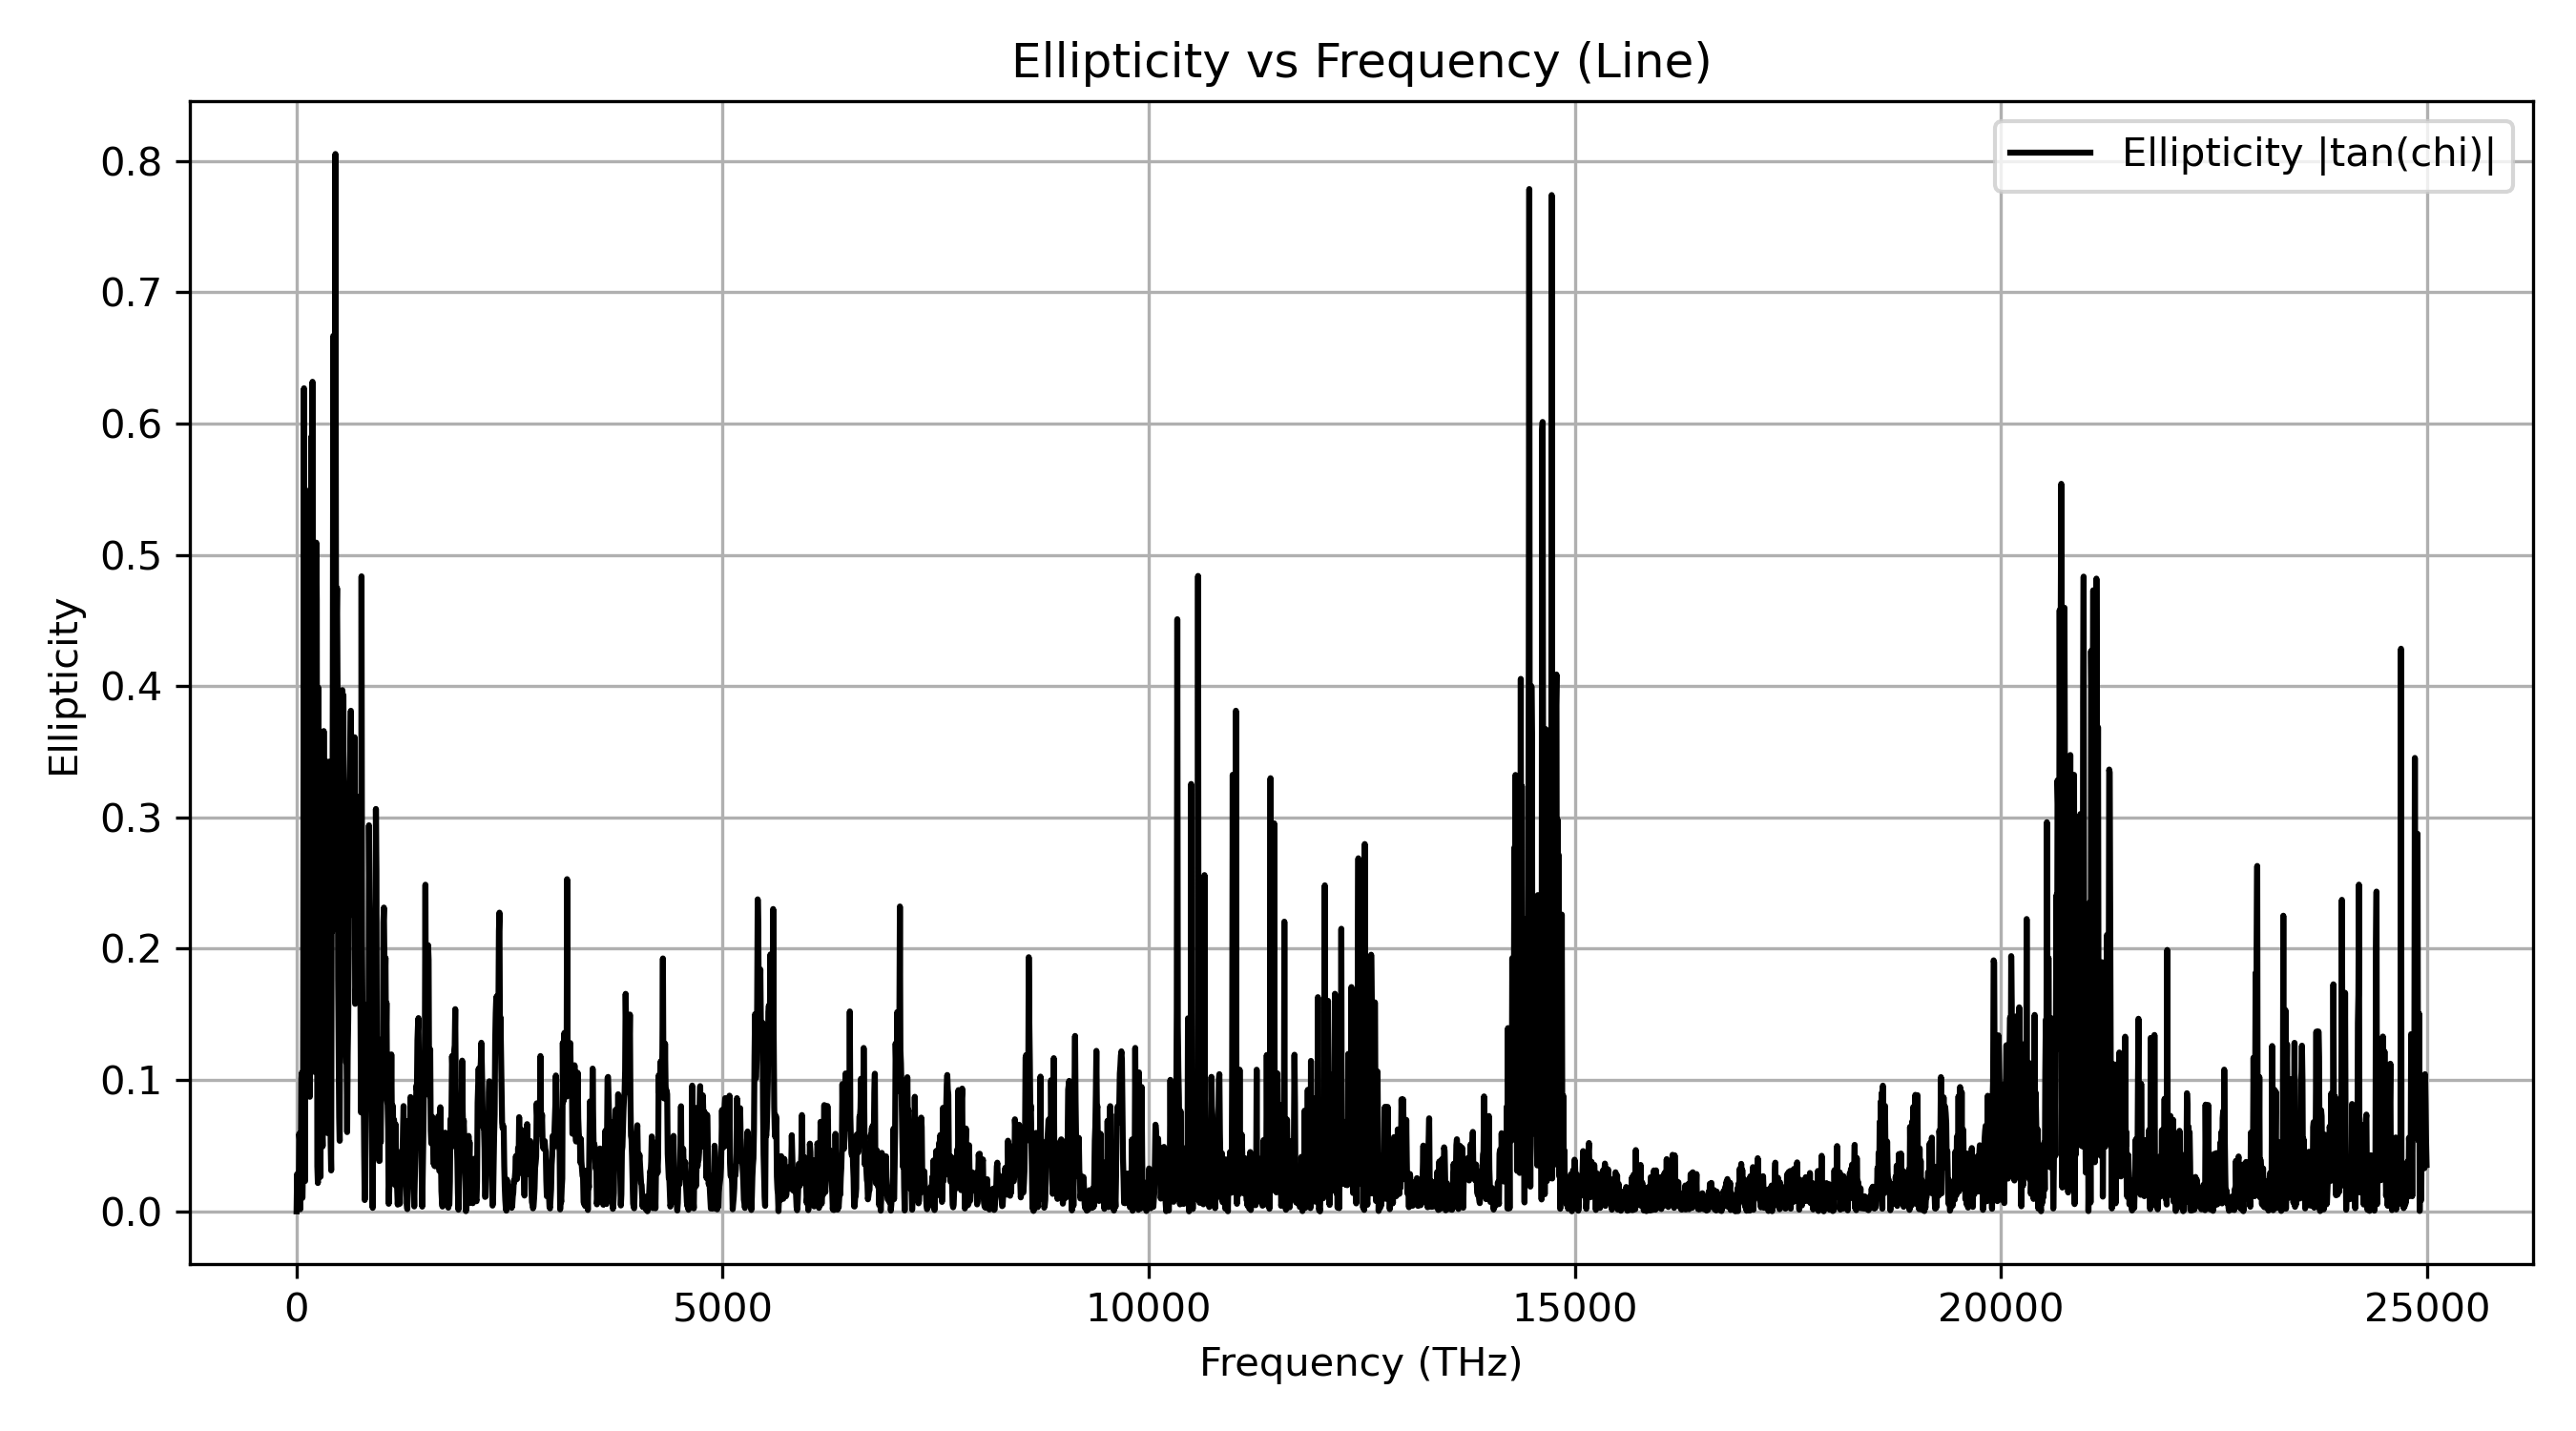 Ellipticity vs Frequency (Line)
Ellipticity |tan(chi)|
Ellipticity
0.8
0.7
0.6
0.5
0.4
0.3
0.2
0.1
0.0
0 5000 10000 15000 20000 25000
Frequency (THz)